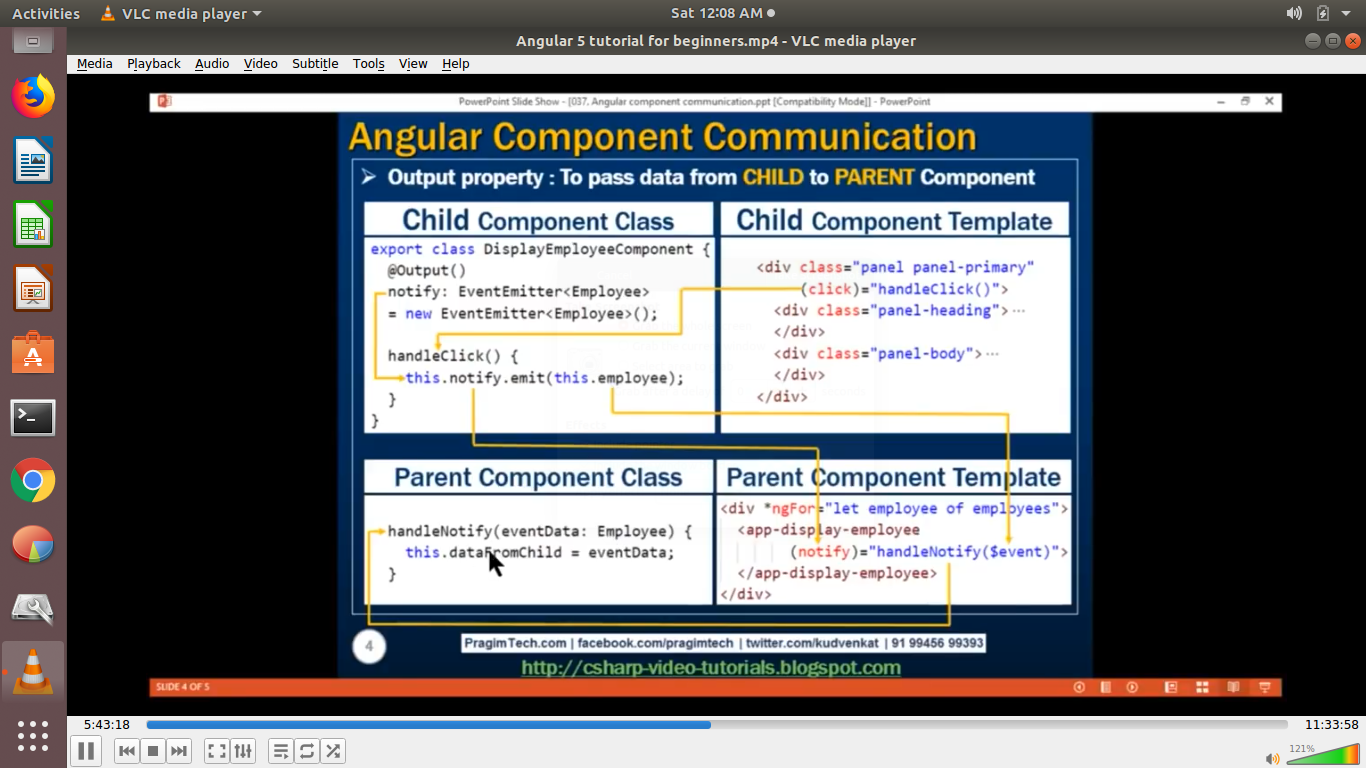 Activities
VLC media player
Sat 12:08 AM
Angular 5 tutorial for beginners.mp4 - VLC media player
Media Playback Audio Video Subtitle Tools View Help
PowerPoint Slide Show - [037. Angular component communication.ppt [Compatibility Mode]] - PowerPoint
Angular Component Communication
Output property : To pass data from CHILD to PARENT Component
Child Component Class
export class DisplayEmployeeComponent {
@Output()
notify: EventEmitter<Employee>
= new EventEmitter<Employee>();
handleClick() {
this.notify.emit(this.employee);
}
}
Child Component Template
<div class="panel panel-primary"
(click)="handleClick()">
<div class="panel-heading">...
</div>
<div class="panel-body">...
</div>
</div>
Parent Component Class
handleNotify(eventData: Employee) {
this.dataFromChild = eventData;
}
Parent Component Template
<div *ngFor="let employee of employees">
<app-display-employee
(notify)="handleNotify($event)">
</app-display-employee>
</div>
4
PragimTech.com | facebook.com/pragimtech | twitter.com/kudvenkat | 91 99456 99393
http://csharp-video-tutorials.blogspot.com
SLIDE 4 OF 5
5:43:18
11:33:58
121%